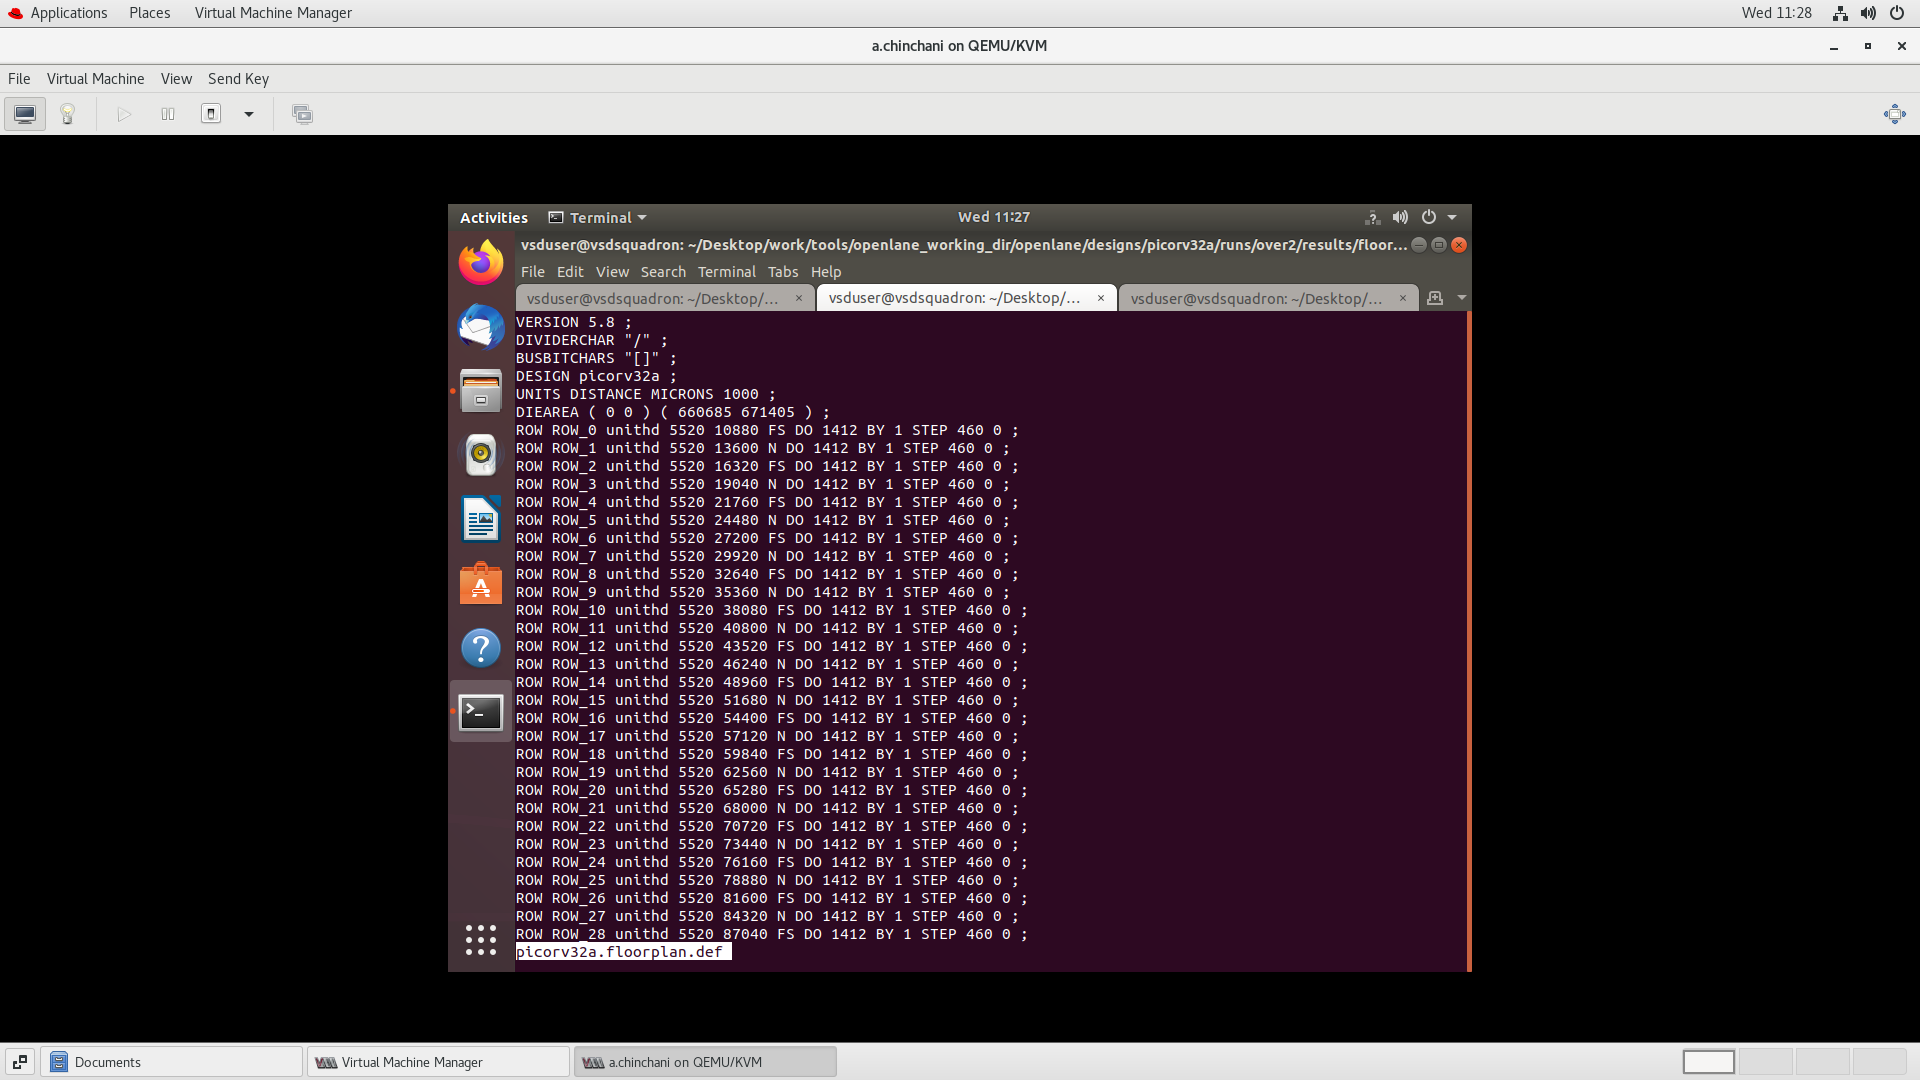 Applications Places Virtual Machine Manager Wed 11:28
a.chinchani on QEMU/KVM
File Virtual Machine View Send Key
Activities Terminal Wed 11:27
vsduser@vsdsquadron: ~/Desktop/work/tools/openlane_working_dir/openlane/designs/picorv32a/runs/over2/results/floor...
File Edit View Search Terminal Tabs Help
vsduser@vsdsquadron: ~/Desktop/... × vsduser@vsdsquadron: ~/Desktop/... × vsduser@vsdsquadron: ~/Desktop/... ×
VERSION 5.8 ;
DIVIDERCHAR "/" ;
BUSBITCHARS "[]" ;
DESIGN picorv32a ;
UNITS DISTANCE MICRONS 1000 ;
DIEAREA ( 0 0 ) ( 660685 671405 ) ;
ROW ROW_0 unithd 5520 10880 FS DO 1412 BY 1 STEP 460 0 ;
ROW ROW_1 unithd 5520 13600 N DO 1412 BY 1 STEP 460 0 ;
ROW ROW_2 unithd 5520 16320 FS DO 1412 BY 1 STEP 460 0 ;
ROW ROW_3 unithd 5520 19040 N DO 1412 BY 1 STEP 460 0 ;
ROW ROW_4 unithd 5520 21760 FS DO 1412 BY 1 STEP 460 0 ;
ROW ROW_5 unithd 5520 24480 N DO 1412 BY 1 STEP 460 0 ;
ROW ROW_6 unithd 5520 27200 FS DO 1412 BY 1 STEP 460 0 ;
ROW ROW_7 unithd 5520 29920 N DO 1412 BY 1 STEP 460 0 ;
ROW ROW_8 unithd 5520 32640 FS DO 1412 BY 1 STEP 460 0 ;
ROW ROW_9 unithd 5520 35360 N DO 1412 BY 1 STEP 460 0 ;
ROW ROW_10 unithd 5520 38080 FS DO 1412 BY 1 STEP 460 0 ;
ROW ROW_11 unithd 5520 40800 N DO 1412 BY 1 STEP 460 0 ;
ROW ROW_12 unithd 5520 43520 FS DO 1412 BY 1 STEP 460 0 ;
ROW ROW_13 unithd 5520 46240 N DO 1412 BY 1 STEP 460 0 ;
ROW ROW_14 unithd 5520 48960 FS DO 1412 BY 1 STEP 460 0 ;
ROW ROW_15 unithd 5520 51680 N DO 1412 BY 1 STEP 460 0 ;
ROW ROW_16 unithd 5520 54400 FS DO 1412 BY 1 STEP 460 0 ;
ROW ROW_17 unithd 5520 57120 N DO 1412 BY 1 STEP 460 0 ;
ROW ROW_18 unithd 5520 59840 FS DO 1412 BY 1 STEP 460 0 ;
ROW ROW_19 unithd 5520 62560 N DO 1412 BY 1 STEP 460 0 ;
ROW ROW_20 unithd 5520 65280 FS DO 1412 BY 1 STEP 460 0 ;
ROW ROW_21 unithd 5520 68000 N DO 1412 BY 1 STEP 460 0 ;
ROW ROW_22 unithd 5520 70720 FS DO 1412 BY 1 STEP 460 0 ;
ROW ROW_23 unithd 5520 73440 N DO 1412 BY 1 STEP 460 0 ;
ROW ROW_24 unithd 5520 76160 FS DO 1412 BY 1 STEP 460 0 ;
ROW ROW_25 unithd 5520 78880 N DO 1412 BY 1 STEP 460 0 ;
ROW ROW_26 unithd 5520 81600 FS DO 1412 BY 1 STEP 460 0 ;
ROW ROW_27 unithd 5520 84320 N DO 1412 BY 1 STEP 460 0 ;
ROW ROW_28 unithd 5520 87040 FS DO 1412 BY 1 STEP 460 0 ;
picorv32a.floorplan.def
Documents Virtual Machine Manager a.chinchani on QEMU/KVM